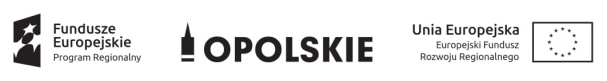 Fundusze
Europejskie
Program Regionalny
OPOLSKIE
Unia Europejska
Europejski Fundusz
Rozwoju Regionalnego